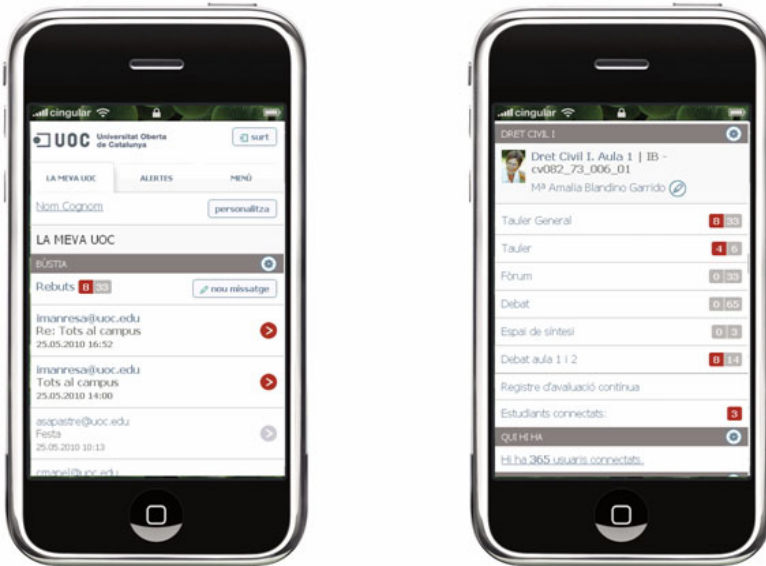 cingular
UOC Universitat Oberta
de Catalunya
surt
LA MEVA UOC ALERTES MENÚ
Nom Cognom personalitza
LA MEVA UOC
BÚSTIA
Rebuts 8 33 nou missatge
imanresa@uoc.edu
Re: Tots al campus
25.05.2010 16:52
imanresa@uoc.edu
Tots al campus
25.05.2010 14:00
asapastre@uoc.edu
Festa
25.05.2010 10:13
cmapel@uoc.edu
cingular
DRET CIVIL I
Dret Civil I. Aula 1 | IB -
cv082_73_006_01
Mª Amalia Blandino Garrido
Tauler General 8 33
Tauler 4 6
Fòrum 0 33
Debat 0 65
Espai de síntesi 0 3
Debat aula 1 i 2 8 14
Registre d'avaluació contínua
Estudiants connectats: 3
QUI HI HA
Hi ha 365 usuaris connectats.